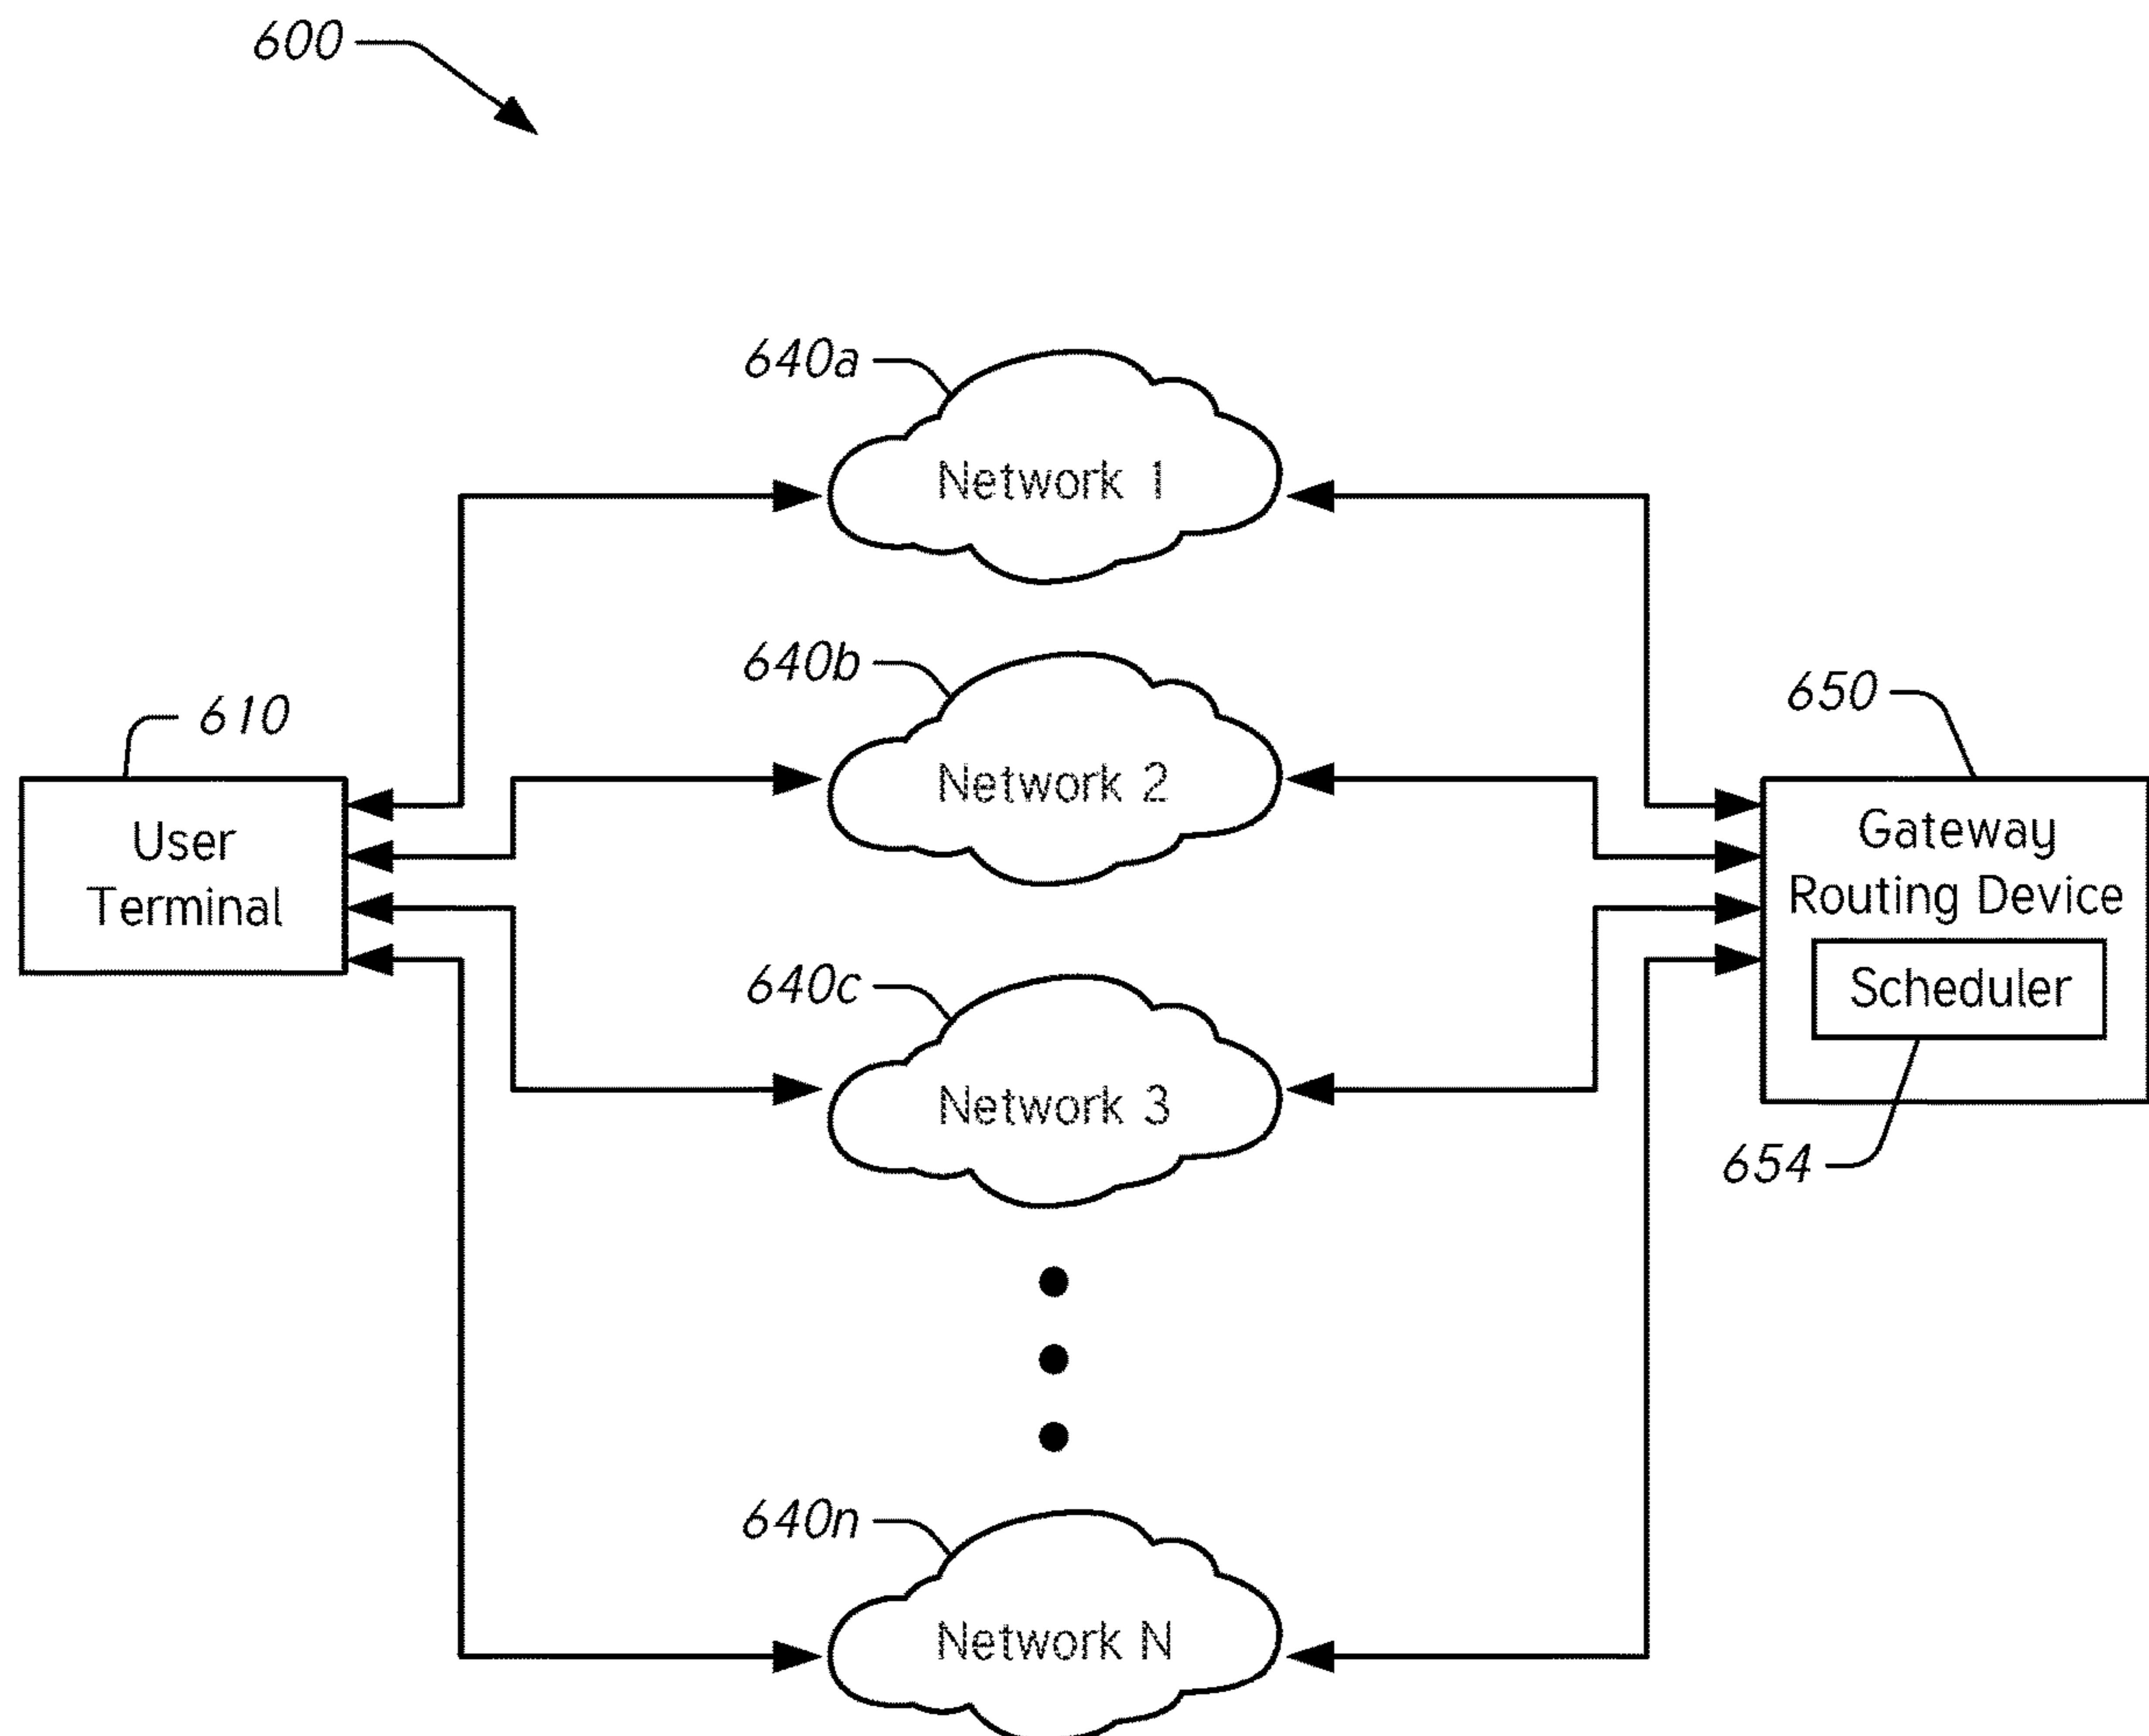 600
640a
Network 1
640b
Network 2
610
650
User
Terminal
Gateway
Routing Device
Scheduler
640c
Network 3
654
640n
Network N